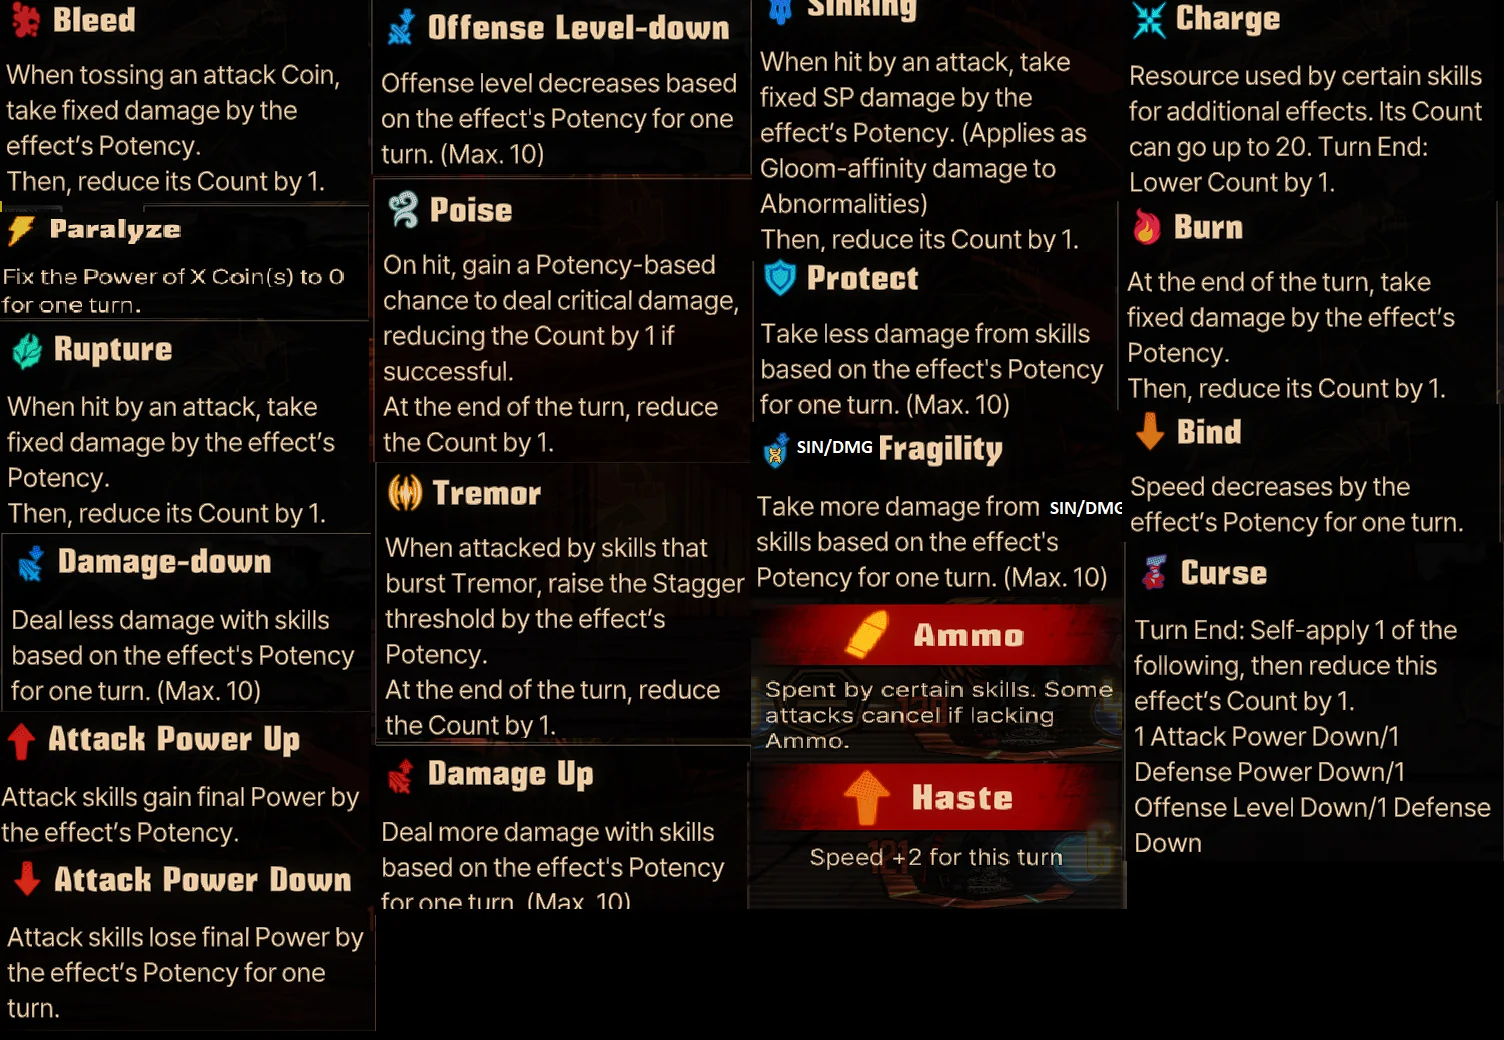 Bleed
When tossing an attack Coin,
take fixed damage by the
effect's Potency.
Then, reduce its Count by 1.
Paralyze
Fix the Power of X Coin(s) to 0
for one turn.
Rupture
When hit by an attack, take
fixed damage by the effect's
Potency.
Then, reduce its Count by 1.
Damage-down
Deal less damage with skills
based on the effect's Potency
for one turn. (Max. 10)
Attack Power Up
Attack skills gain final Power by
the effect's Potency.
Attack Power Down
Attack skills lose final Power by
the effect's Potency for one
turn.
Offense Level-down
Offense level decreases based
on the effect's Potency for one
turn. (Max. 10)
Poise
On hit, gain a Potency-based
chance to deal critical damage,
reducing the Count by 1 if
successful.
At the end of the turn, reduce
the Count by 1.
Tremor
When attacked by skills that
burst Tremor, raise the Stagger
threshold by the effect's
Potency.
At the end of the turn, reduce
the Count by 1.
Damage Up
Deal more damage with skills
based on the effect's Potency
for one turn. (Max. 10)
Sinking
When hit by an attack, take
fixed SP damage by the
effect's Potency. (Applies as
Gloom-affinity damage to
Abnormalities)
Then, reduce its Count by 1.
Protect
Take less damage from skills
based on the effect's Potency
for one turn. (Max. 10)
SIN/DMG Fragility
Take more damage from SIN/DMG
skills based on the effect's
Potency for one turn. (Max. 10)
Ammo
Spent by certain skills. Some
attacks cancel if lacking
Ammo.
Haste
Speed +2 for this turn
Charge
Resource used by certain skills
for additional effects. Its Count
can go up to 20. Turn End:
Lower Count by 1.
Burn
At the end of the turn, take
fixed damage by the effect's
Potency.
Then, reduce its Count by 1.
Bind
Speed decreases by the
effect's Potency for one turn.
Curse
Turn End: Self-apply 1 of the
following, then reduce this
effect's Count by 1.
1 Attack Power Down/1
Defense Power Down/1
Offense Level Down/1 Defense
Down